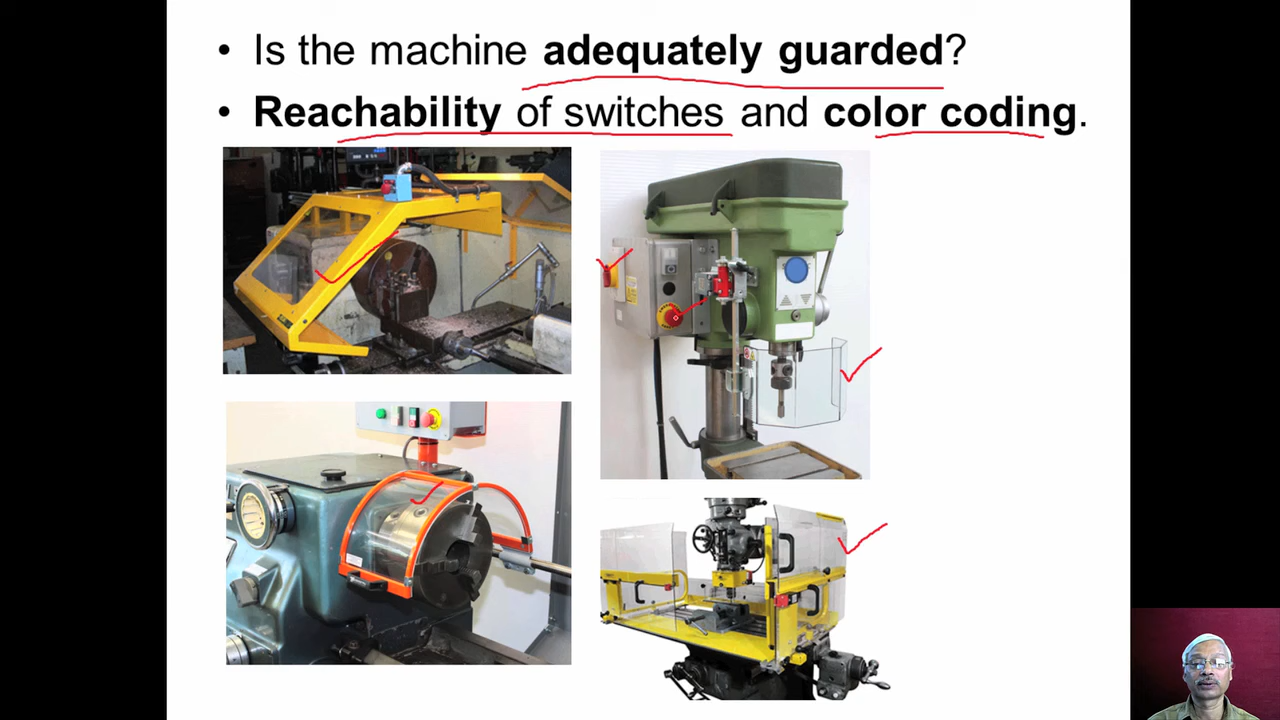 • Is the machine adequately guarded?
• Reachability of switches and color coding.